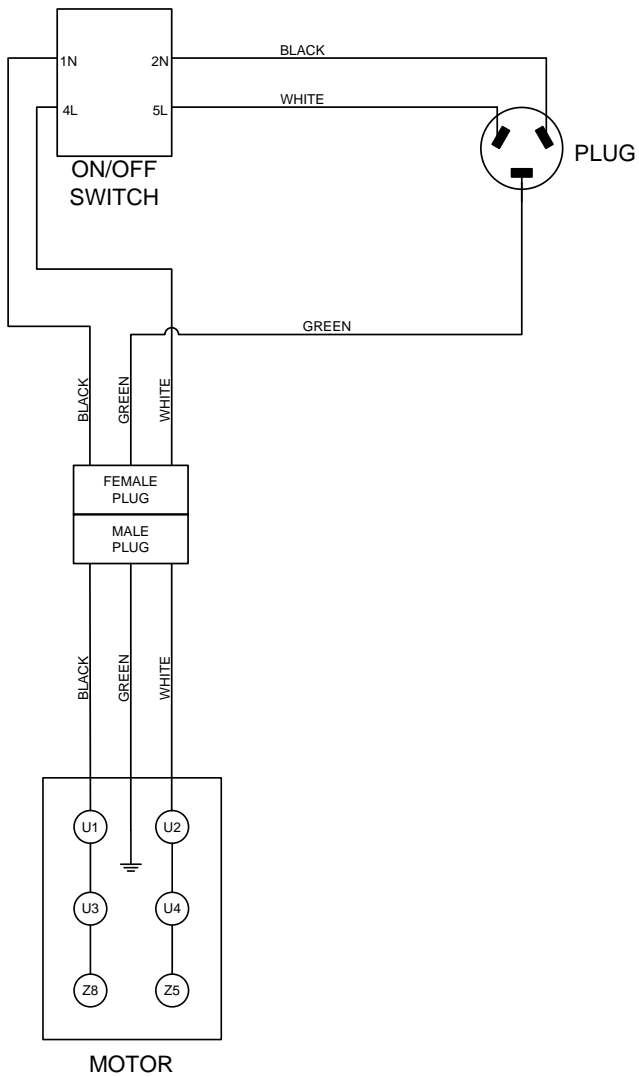 BLACK
1N 2N
WHITE
4L 5L
PLUG
ON/OFF
SWITCH
GREEN
BLACK
GREEN
WHITE
FEMALE
PLUG
MALE
PLUG
BLACK
GREEN
WHITE
U1 U2
U3 U4
Z8 Z5
MOTOR